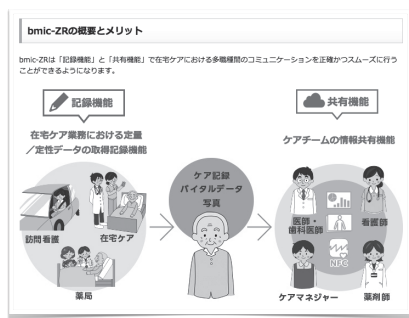 bmic-ZRの概要とメリット
bmic-ZRは「記録機能」と「共有機能」で在宅ケアにおける多職種間のコミュニケーションを正確かつスムーズに行う
ことができるようになります。
記録機能
在宅ケア業務における定量
／定性データの取得記録機能
訪問看護
在宅ケア
薬局
ケア記録
バイタルデータ
写真
共有機能
ケアチームの情報共有機能
医師・
歯科医師
看護師
NFC
ケアマネジャー
薬剤師